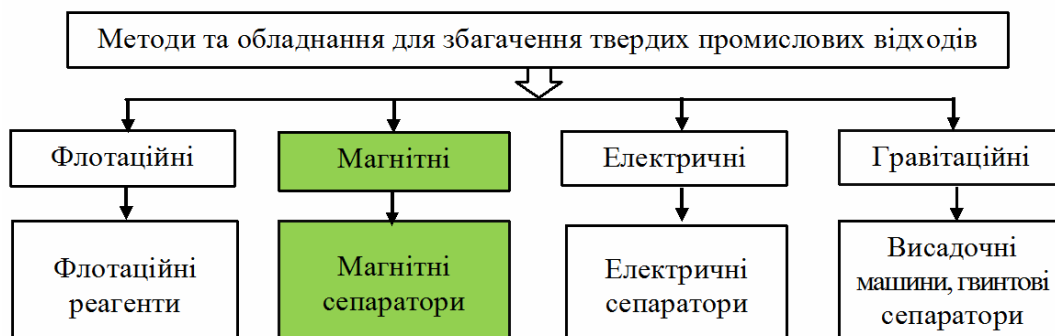 Методи та обладнання для збагачення твердих промислових відходів
Флотаційні
Магнітні
Електричні
Гравітаційні
Флотаційні
реагенти
Магнітні
сепаратори
Електричні
сепаратори
Висадочні
машини, гвинтові
сепаратори